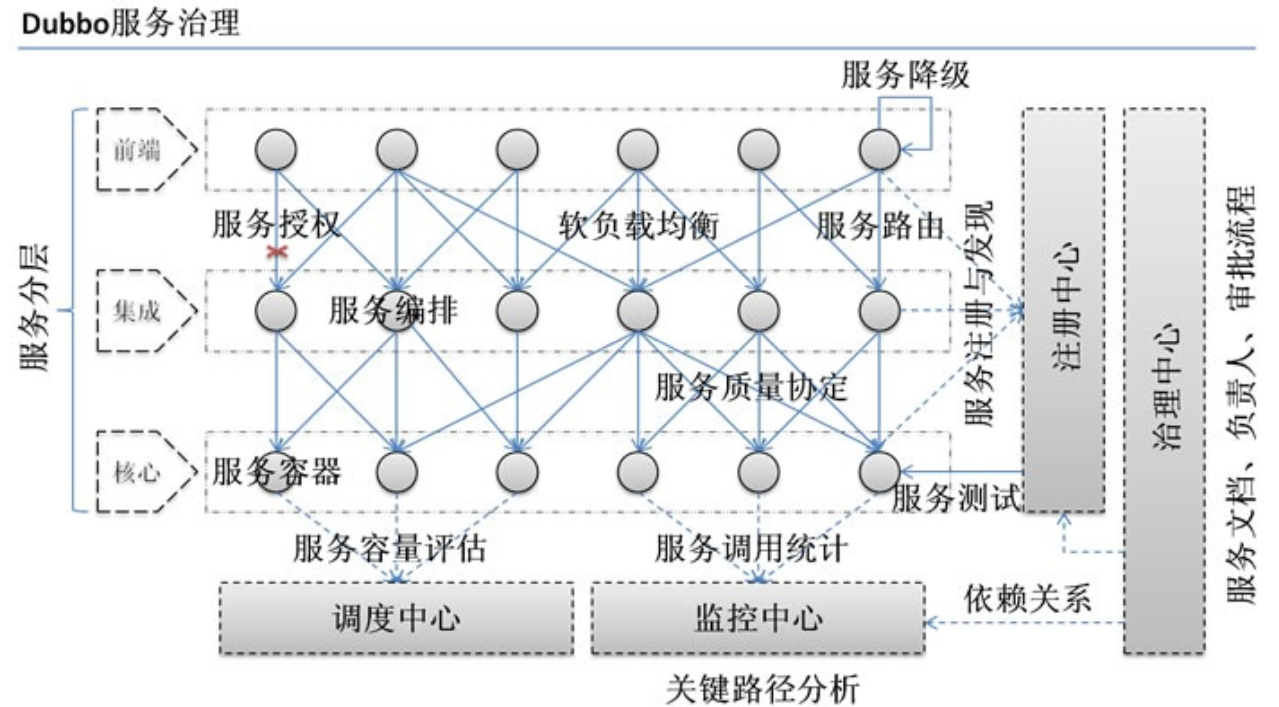 Dubbo服务治理
服务降级
前端
服务授权
软负载均衡
服务路由
服务分层
集成
服务编排
服务注册与发现
注册中心
治理中心
服务文档、负责人、审批流程
服务质量协定
核心
服务容器
服务测试
服务容量评估
服务调用统计
调度中心
监控中心
依赖关系
关键路径分析